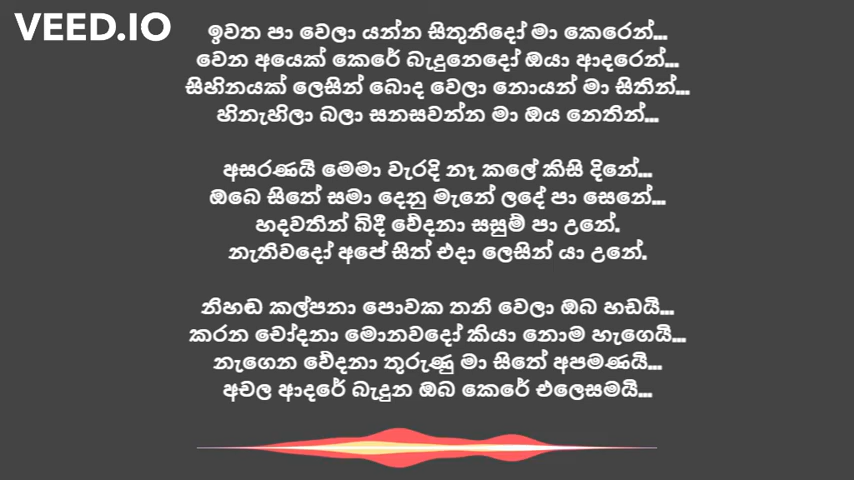 VEED.IO
ඉවත පා වෙලා යන්න සිතුනිදෝ මා කෙරෙන්...
වෙන අයෙක් කෙරේ බැදුනෙදෝ ඔයා ආදරෙන්...
සිහිනයක් ලෙසින් බොද වෙලා නොයන් මා සිතින්...
හිනැහිලා බලා සනසවන්න මා ඔය නෙතින්...
අසරණයි මෙමා වැරදි නෑ කලේ කිසි දිනේ...
ඔබෙ සිතේ සමා දෙනු මැනේ ලදේ පා සෙනේ...
හදවතින් බිදී වේදනා සසුම් පා උනේ.
නැතිවදෝ අපේ සිත් එදා ලෙසින් යා උනේ.
නිහඬ කල්පනා පොවක තනි වෙලා ඔබ හඩයි...
කරන චෝදනා මොනවදෝ කියා නොම හැගෙයි...
නැගෙන වේදනා තුරුණු මා සිතේ අපමණයි...
අචල ආදරේ බැදුන ඔබ කෙරේ එලෙසමයි...